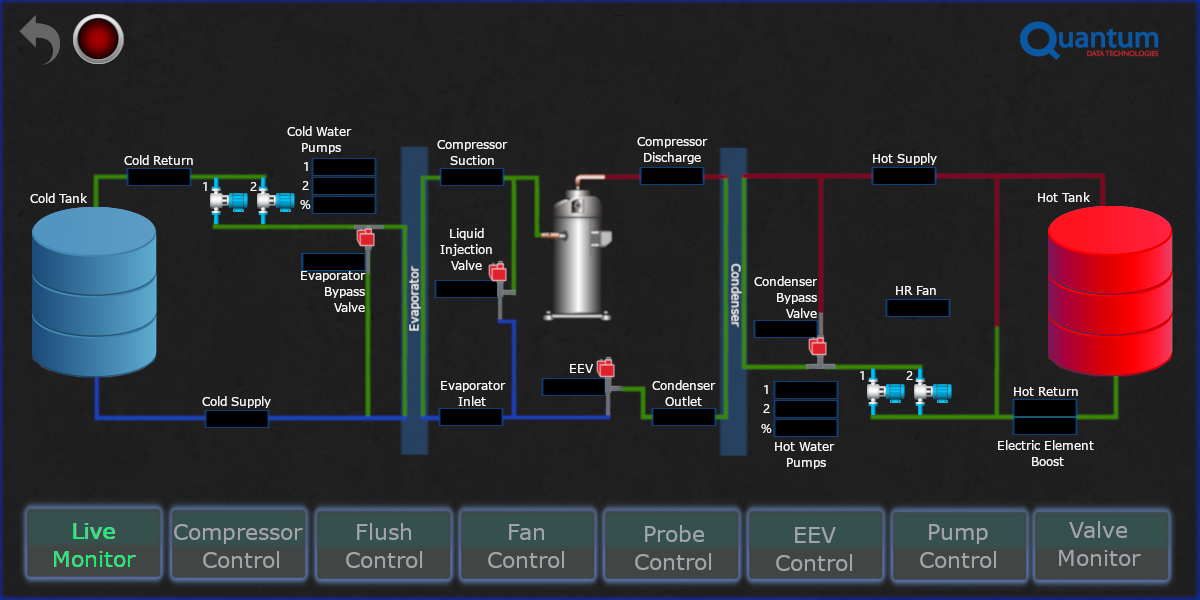 Quantum
DATA TECHNOLOGIES
Cold Water
Pumps
Compressor
Suction
Compressor
Discharge
Cold Return
Hot Supply
1
2
%
1
2
Cold Tank
Hot Tank
Liquid
Injection
Valve
Evaporator
Bypass
Valve
Evaporator
Condenser
Condenser
Bypass
Valve
HR Fan
EEV
1
2
Evaporator
Inlet
Condenser
Outlet
1
2
%
Hot Water
Pumps
Hot Return
Cold Supply
Electric Element
Boost
Live
Monitor
Compressor
Control
Flush
Control
Fan
Control
Probe
Control
EEV
Control
Pump
Control
Valve
Monitor